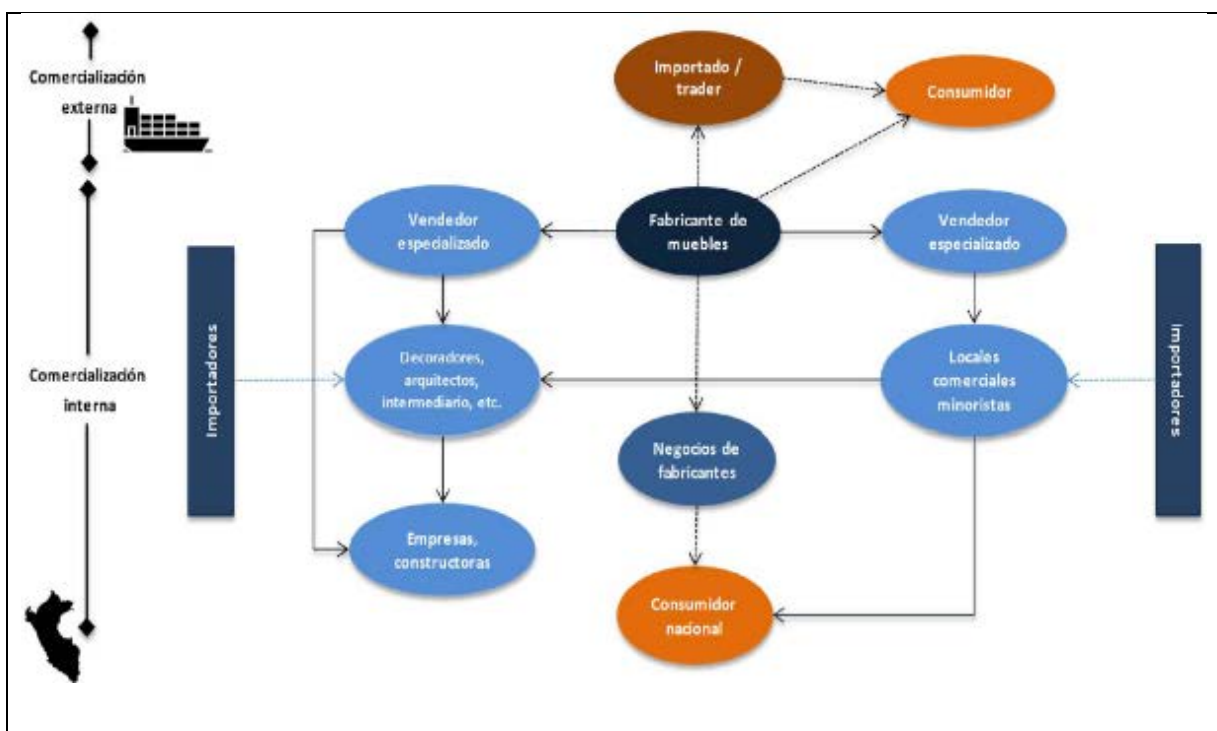 Comercialización
externa
Importado /
trader
Consumidor
Vendedor
especializado
Fabricante de
muebles
Vendedor
especializado
Importadores
Comercialización
interna
Decoradores,
arquitectos,
intermediario, etc.
Locales
comerciales
minoristas
Importadores
Negocios de
fabricantes
Empresas,
constructoras
Consumidor
nacional